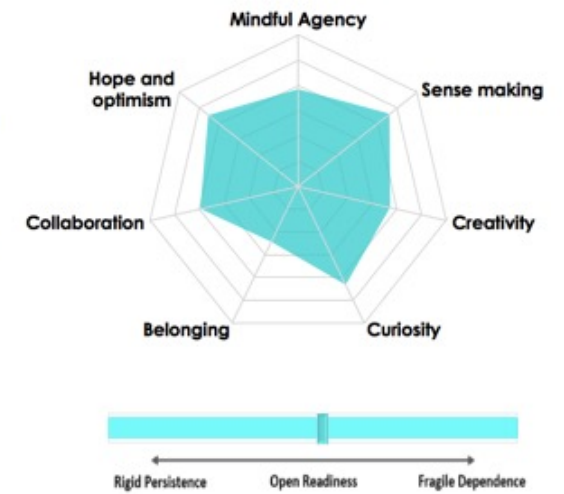 Mindful Agency
Hope and
optimism
Sense making
Collaboration
Creativity
Belonging
Curiosity
Rigid Persistence
Open Readiness
Fragile Dependence